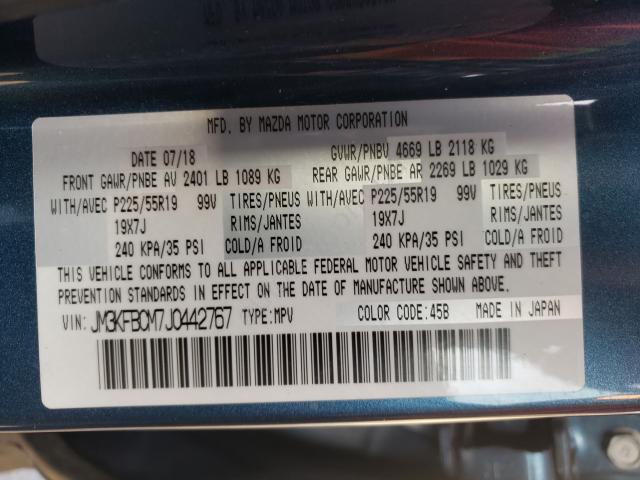 MFD. BY MAZDA MOTOR CORPORATION
DATE 07/18 GVWR/PNBV 4669 LB 2118 KG
FRONT GAWR/PNBE AV 2401 LB 1089 KG REAR GAWR/PNBE AR 2269 LB 1029 KG
WITH/AVEC P225/55R19 99V TIRES/PNEUS WITH/AVEC P225/55R19 99V TIRES/PNEUS
19X7J RIMS/JANTES 19X7J RIMS/JANTES
240 KPA/35 PSI COLD/A FROID 240 KPA/35 PSI COLD/A FROID
THIS VEHICLE CONFORMS TO ALL APPLICABLE FEDERAL MOTOR VEHICLE SAFETY AND THEFT
PREVENTION STANDARDS IN EFFECT ON THE DATE OF MANUFACTURE SHOWN ABOVE.
VIN: JM3KFBCM7J0442767 TYPE:MPV COLOR CODE:45B MADE IN JAPAN